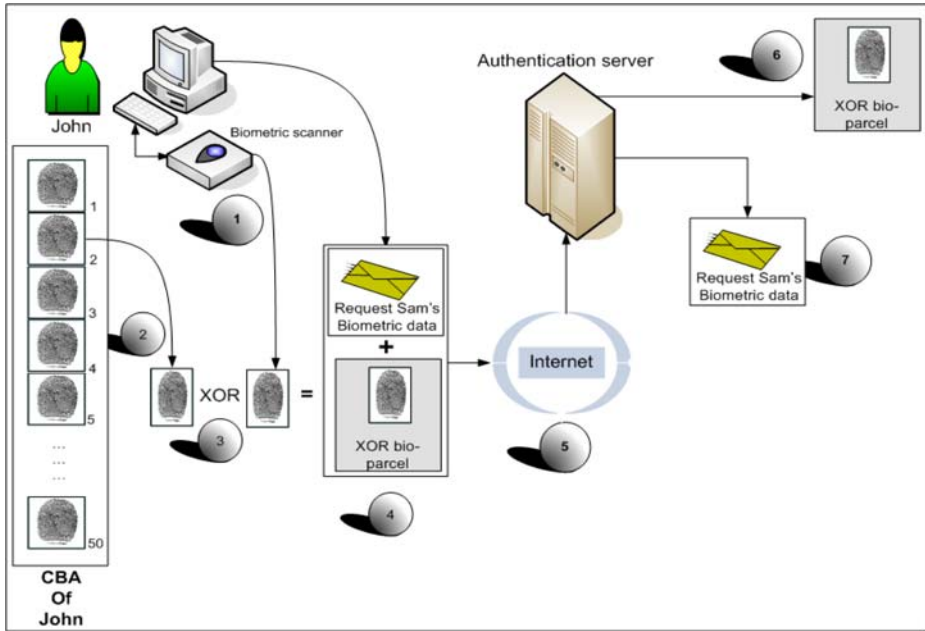 John
Biometric scanner
1
2
3
4
5
...
...
...
50
CBA
Of
John
1
2
XOR
=
3
Request Sam's
Biometric data
+
XOR bio-
parcel
4
Internet
5
Authentication server
6
XOR bio-
parcel
Request Sam's
Biometric data
7